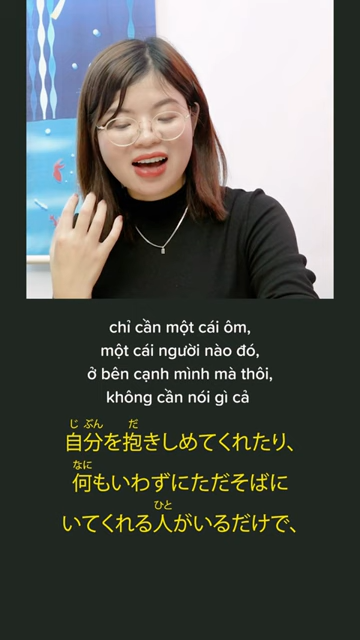 chỉ cần một cái ôm,
một cái người nào đó,
ở bên cạnh mình mà thôi,
không cần nói gì cả
じ ぶん だ
自分を抱きしめてくれたり、
なに
何もいわずにただそばに
ひと
いてくれる人がいるだけで、